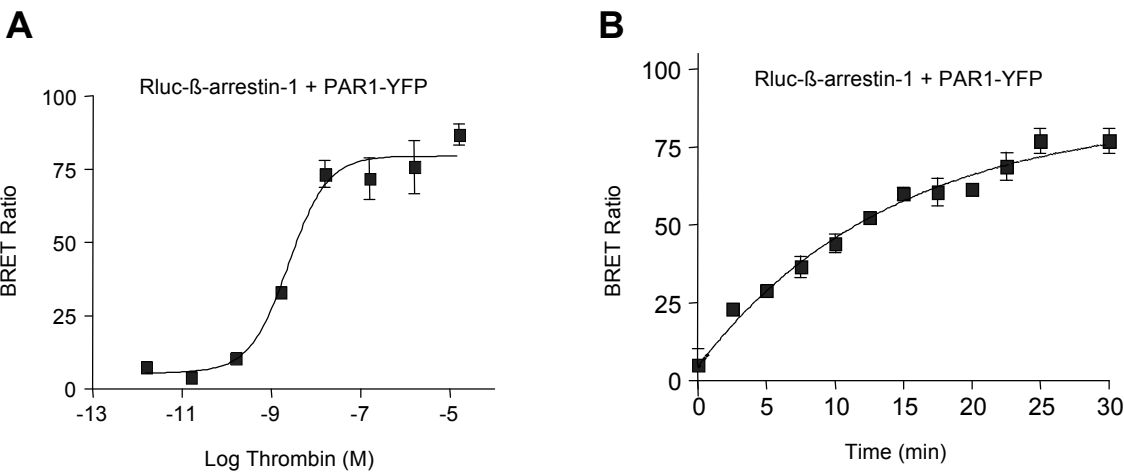 A
Rluc-ß-arrestin-1 + PAR1-YFP
BRET Ratio
100
75
50
25
0
-13 -11 -9 -7 -5
Log Thrombin (M)
B
Rluc-ß-arrestin-1 + PAR1-YFP
BRET Ratio
100
75
50
25
0
0 5 10 15 20 25 30
Time (min)